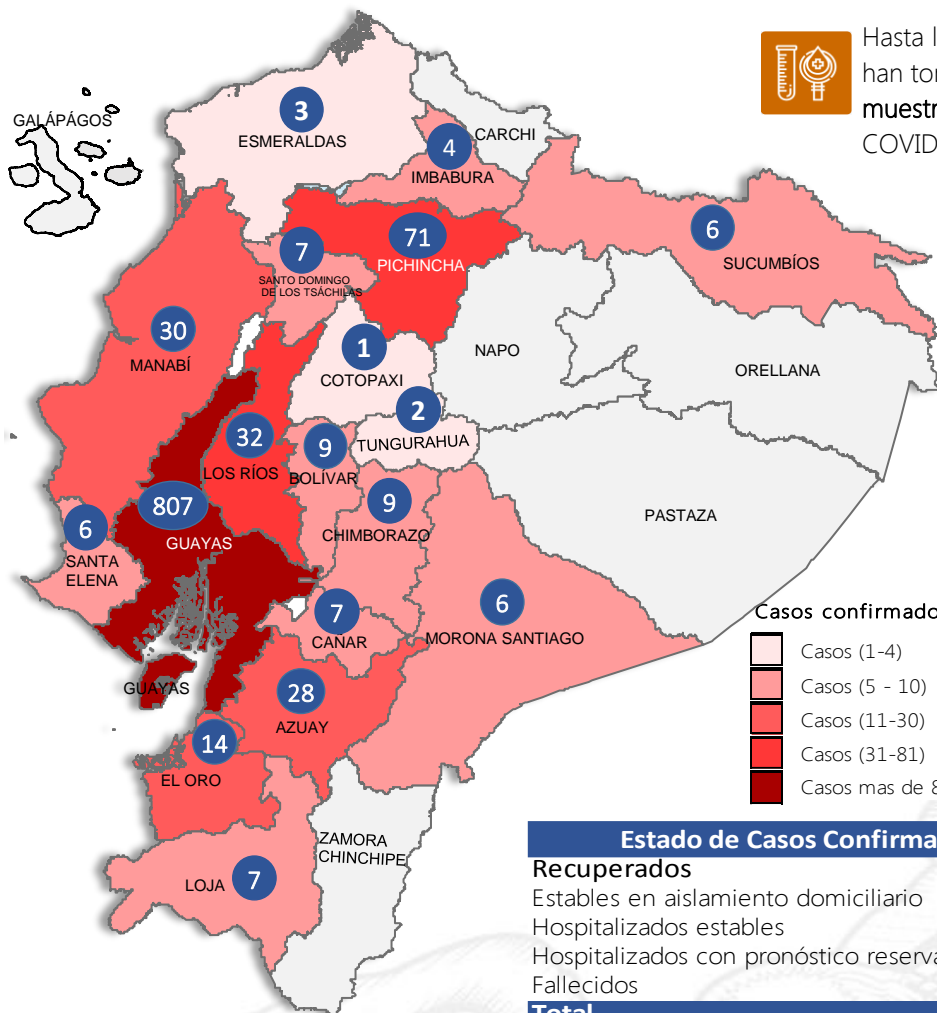 Hasta l
han tor
muestr
COVID
GALÁPÁGOS
3
ESMERALDAS
CARCHI
4
IMBABURA
6
SUCUMBÍOS
7
SANTO DOMINGO
DE LOS TSÁCHILAS
71
PICHINCHA
30
MANABÍ
1
COTOPAXI
NAPO
ORELLANA
2
TUNGURAHUA
32
LOS RÍOS
9
BOLÍVAR
9
CHIMBORAZO
PASTAZA
807
GUAYAS
6
SANTA
ELENA
7
CAÑAR
6
MORONA SANTIAGO
GUAYAS
28
AZUAY
14
EL ORO
ZAMORA
CHINCHIPE
LOJA
7
Casos confirmado
Casos (1-4)
Casos (5 - 10)
Casos (11-30)
Casos (31-81)
Casos mas de 8
Estado de Casos Confirma
Recuperados
Estables en aislamiento domiciliario
Hospitalizados estables
Hospitalizados con pronóstico reserva
Fallecidos
Total